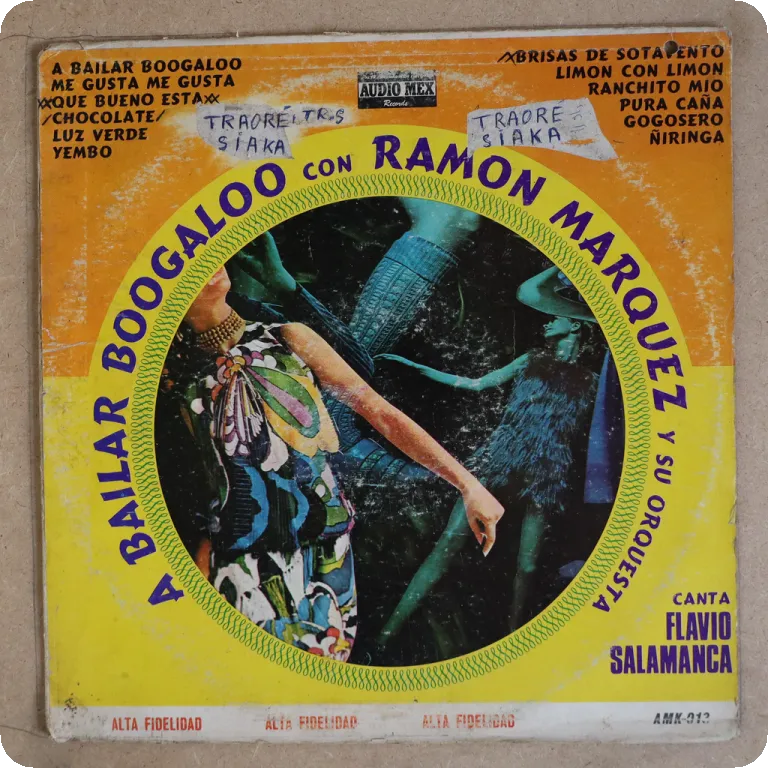 A BAILAR BOOGALOO
ME GUSTA ME GUSTA
QUE BUENO ESTA
CHOCOLATE
LUZ VERDE
YEMBO
AUDIO MEX
Records
BRISAS DE SOTAVENTO
LIMON CON LIMON
RANCHITO MIO
PURA CAÑA
GOGOSERO
ÑIRINGA
TRAORÉ
SIAKA
TRAORE
SIAKA
A BAILAR BOOGALOO CON RAMON MARQUEZ Y SU ORQUESTA
CANTA
FLAVIO
SALAMANCA
ALTA FIDELIDAD ALTA FIDELIDAD ALTA FIDELIDAD AMK-013